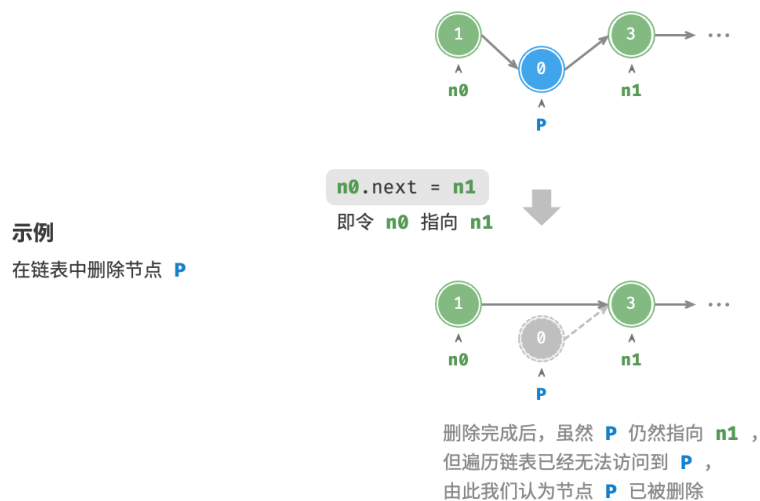 1
3
...
0
n0
n1
P
n0.next = n1
即令 n0 指向 n1
示例
在链表中删除节点 P
1
3
...
0
n0
n1
P
删除完成后，虽然 P 仍然指向 n1 ，
但遍历链表已经无法访问到 P ，
由此我们认为节点 P 已被删除